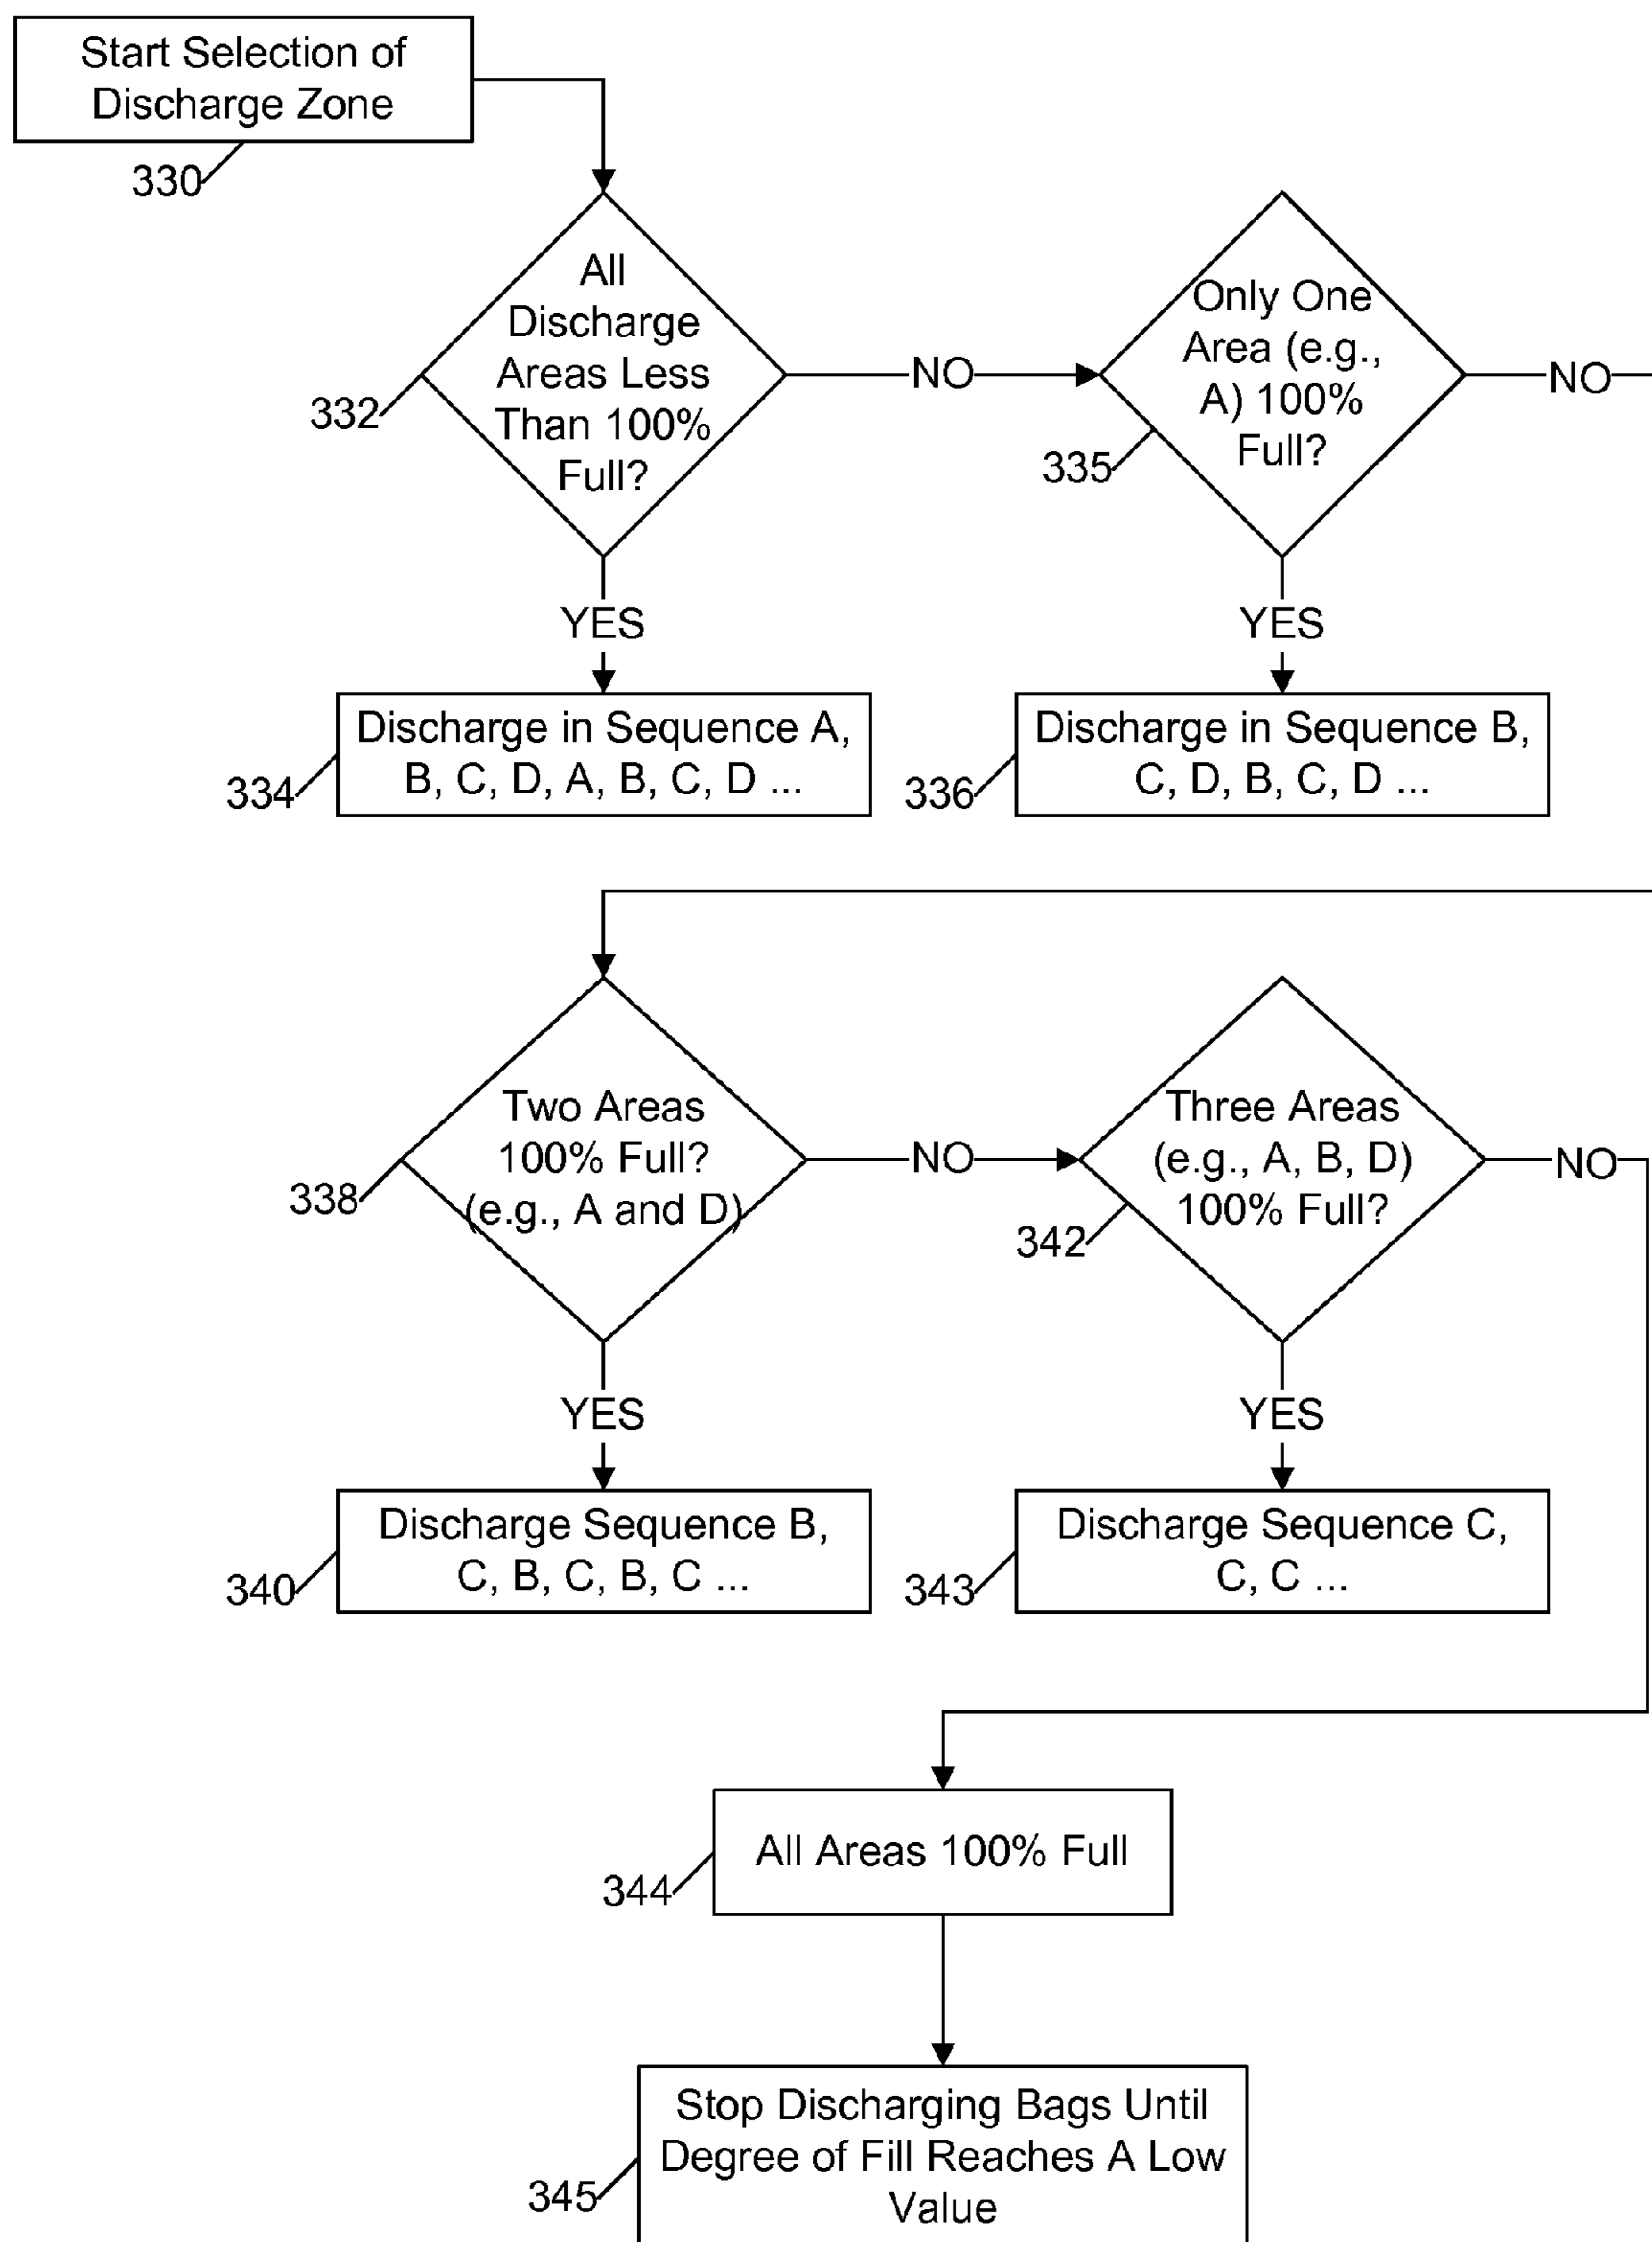 Start Selection of
Discharge Zone
330
All
Discharge
Areas Less
Than 100%
Full?
332
NO
Only One
Area (e.g.,
A) 100%
Full?
335
NO
YES
YES
Discharge in Sequence A,
B, C, D, A, B, C, D ...
334
Discharge in Sequence B,
C, D, B, C, D ...
336
Two Areas
100% Full?
(e.g., A and D)
338
NO
Three Areas
(e.g., A, B, D)
100% Full?
342
NO
YES
YES
Discharge Sequence B,
C, B, C, B, C ...
340
Discharge Sequence C,
C, C ...
343
All Areas 100% Full
344
Stop Discharging Bags Until
Degree of Fill Reaches A Low
Value
345